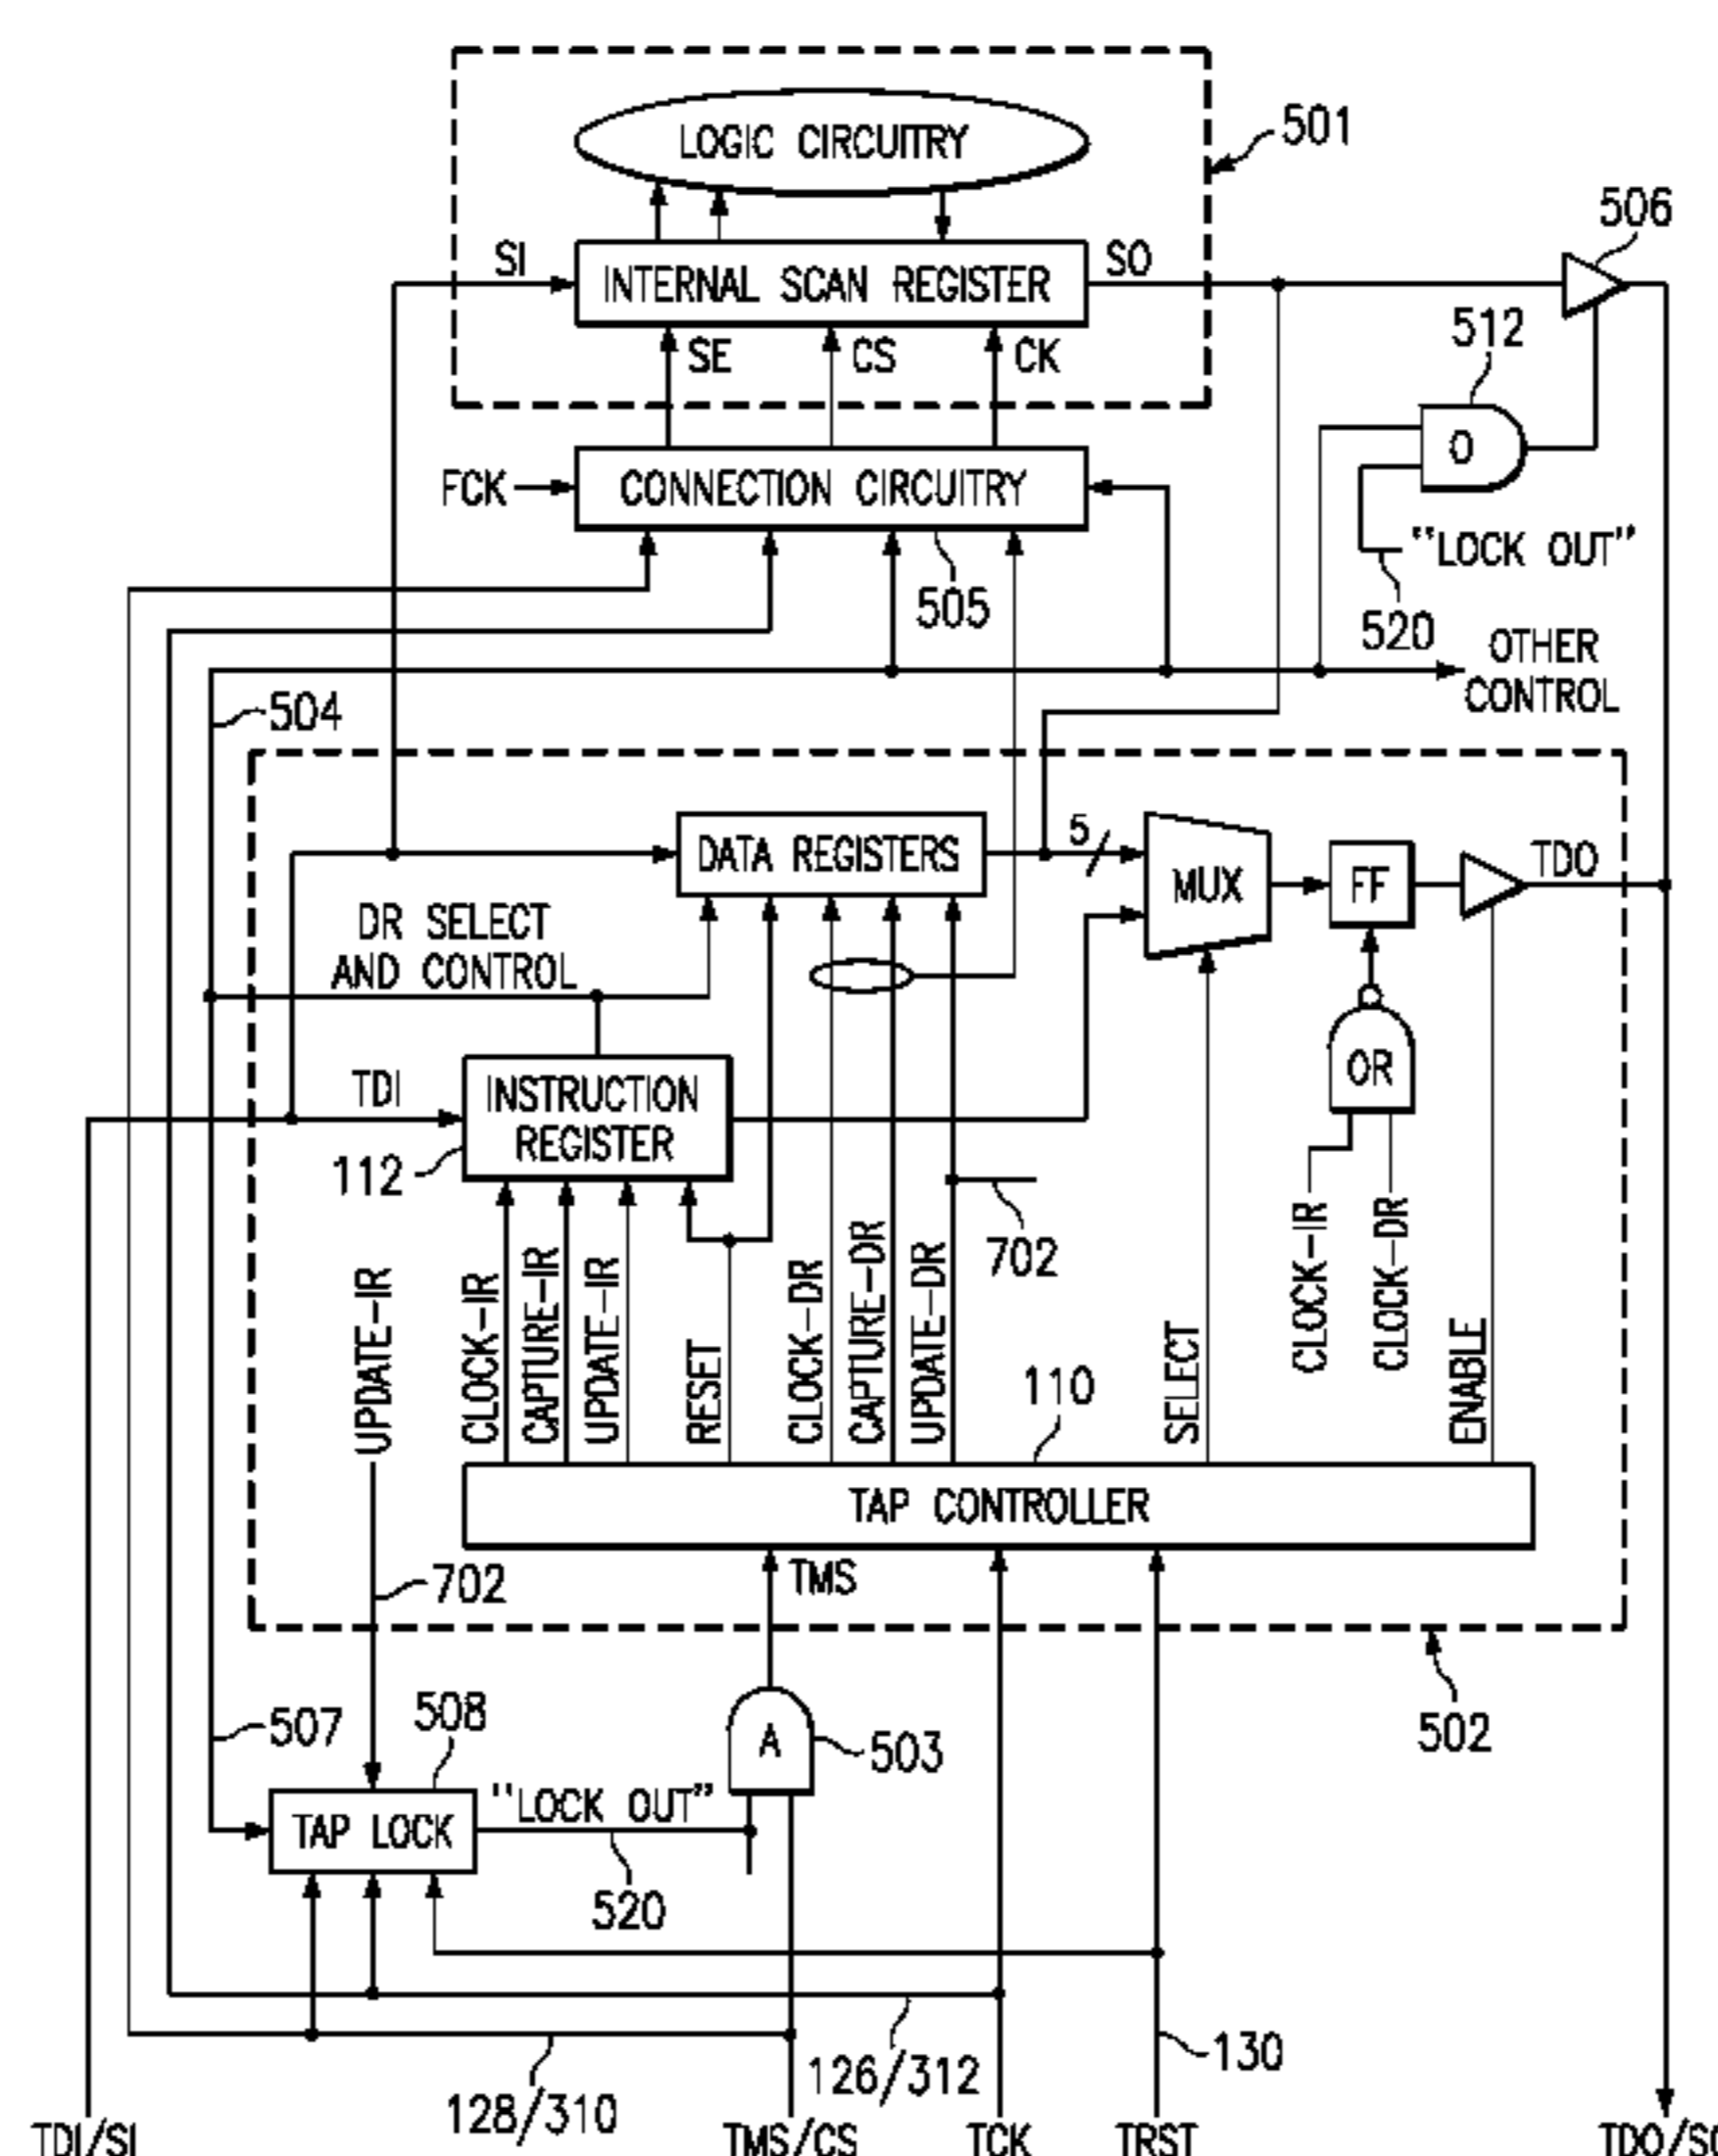 LOGIC CIRCUITRY
501
506
SI
INTERNAL SCAN REGISTER
SO
512
SE
CS
CK
O
FCK
CONNECTION CIRCUITRY
"LOCK OUT"
505
520
OTHER
CONTROL
504
DATA REGISTERS
5
MUX
FF
TDO
DR SELECT
AND CONTROL
OR
TDI
INSTRUCTION
REGISTER
112
702
UPDATE-IR
CLOCK-IR
CAPTURE-IR
UPDATE-IR
RESET
CLOCK-DR
CAPTURE-DR
UPDATE-DR
110
SELECT
CLOCK-IR
CLOCK-DR
ENABLE
TAP CONTROLLER
702
TMS
507
508
A
503
502
TAP LOCK
"LOCK OUT"
520
130
126/312
128/310
TDI/SI
TMS/CS
TCK
TRST
TDO/SO